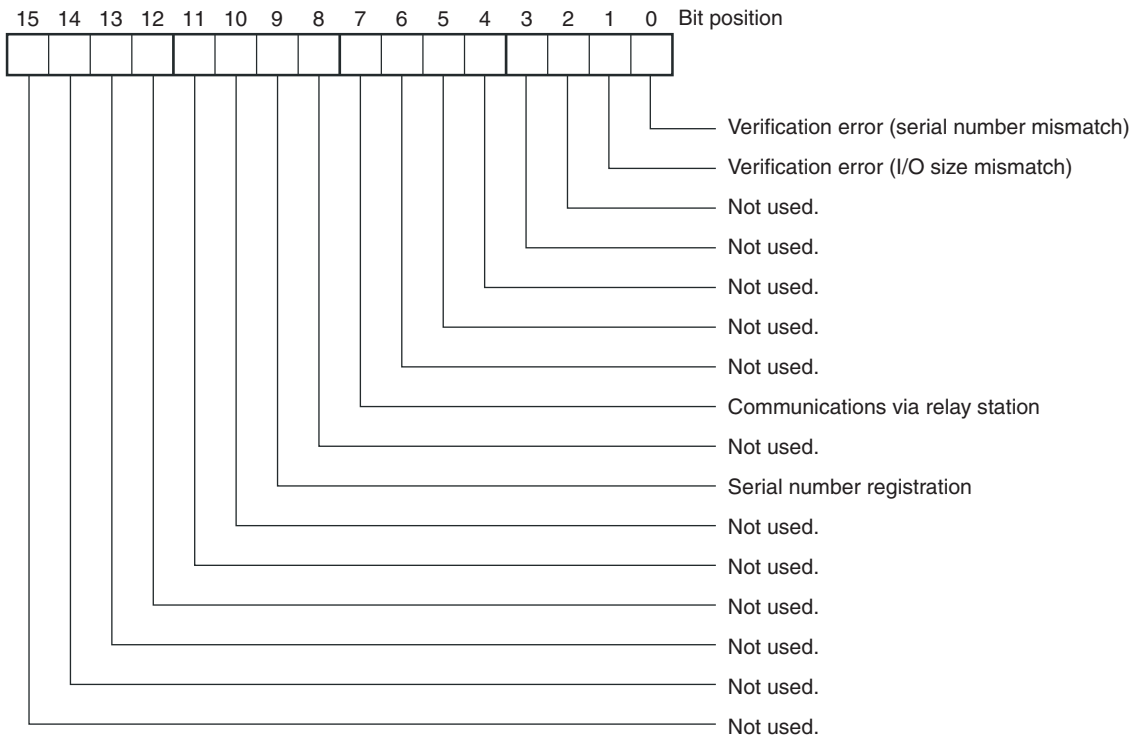 15 14 13 12 11 10 9 8 7 6 5 4 3 2 1 0 Bit position
Verification error (serial number mismatch)
Verification error (I/O size mismatch)
Not used.
Not used.
Not used.
Not used.
Not used.
Communications via relay station
Not used.
Serial number registration
Not used.
Not used.
Not used.
Not used.
Not used.
Not used.